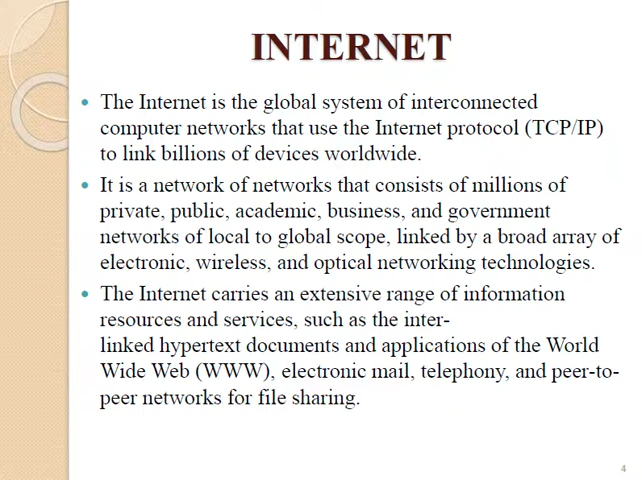 INTERNET
• The Internet is the global system of interconnected
computer networks that use the Internet protocol (TCP/IP)
to link billions of devices worldwide.
• It is a network of networks that consists of millions of
private, public, academic, business, and government
networks of local to global scope, linked by a broad array of
electronic, wireless, and optical networking technologies.
• The Internet carries an extensive range of information
resources and services, such as the inter-
linked hypertext documents and applications of the World
Wide Web (WWW), electronic mail, telephony, and peer-to-
peer networks for file sharing.
4